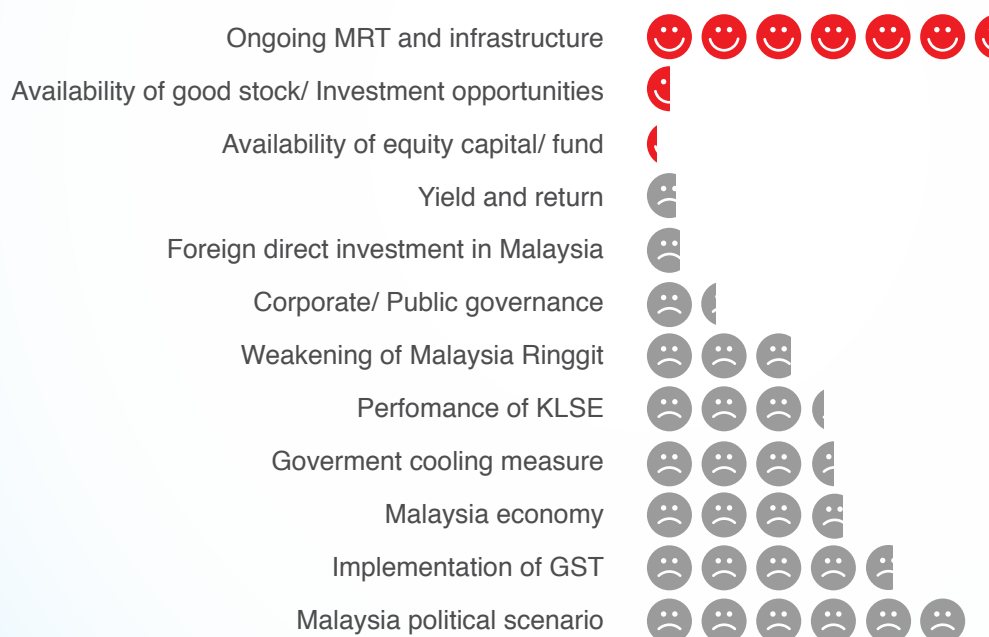 Ongoing MRT and infrastructure
Availability of good stock/ Investment opportunities
Availability of equity capital/ fund
Yield and return
Foreign direct investment in Malaysia
Corporate/ Public governance
Weakening of Malaysia Ringgit
Perfomance of KLSE
Goverment cooling measure
Malaysia economy
Implementation of GST
Malaysia political scenario